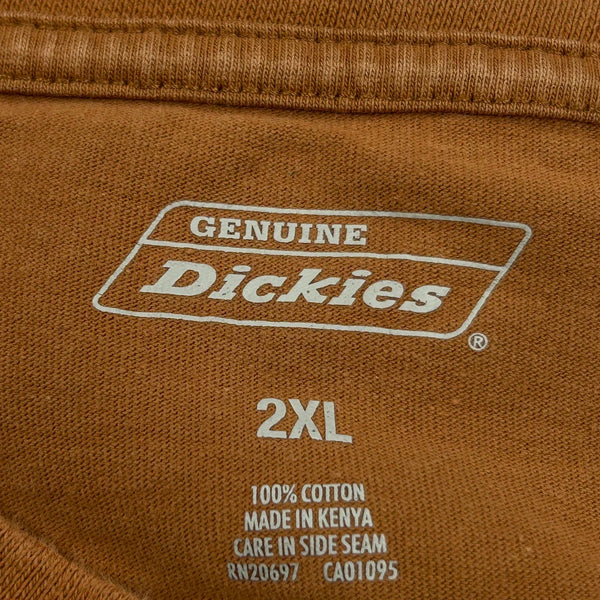 GENUINE
Dickies
®
2XL
100% COTTON
MADE IN KENYA
CARE IN SIDE SEAM
RN20697 CA01095